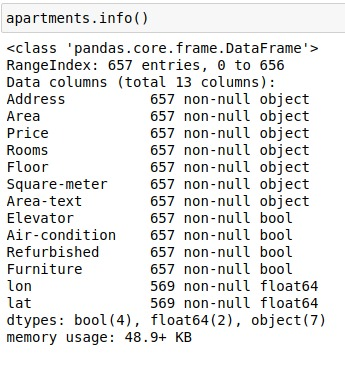 apartments.info()
<class 'pandas.core.frame.DataFrame'>
RangeIndex: 657 entries, 0 to 656
Data columns (total 13 columns):
Address         657 non-null object
Area            657 non-null object
Price           657 non-null object
Rooms           657 non-null object
Floor           657 non-null object
Square-meter    657 non-null object
Area-text       657 non-null object
Elevator        657 non-null bool
Air-condition   657 non-null bool
Refurbished     657 non-null bool
Furniture       657 non-null bool
lon             569 non-null float64
lat             569 non-null float64
dtypes: bool(4), float64(2), object(7)
memory usage: 48.9+ KB